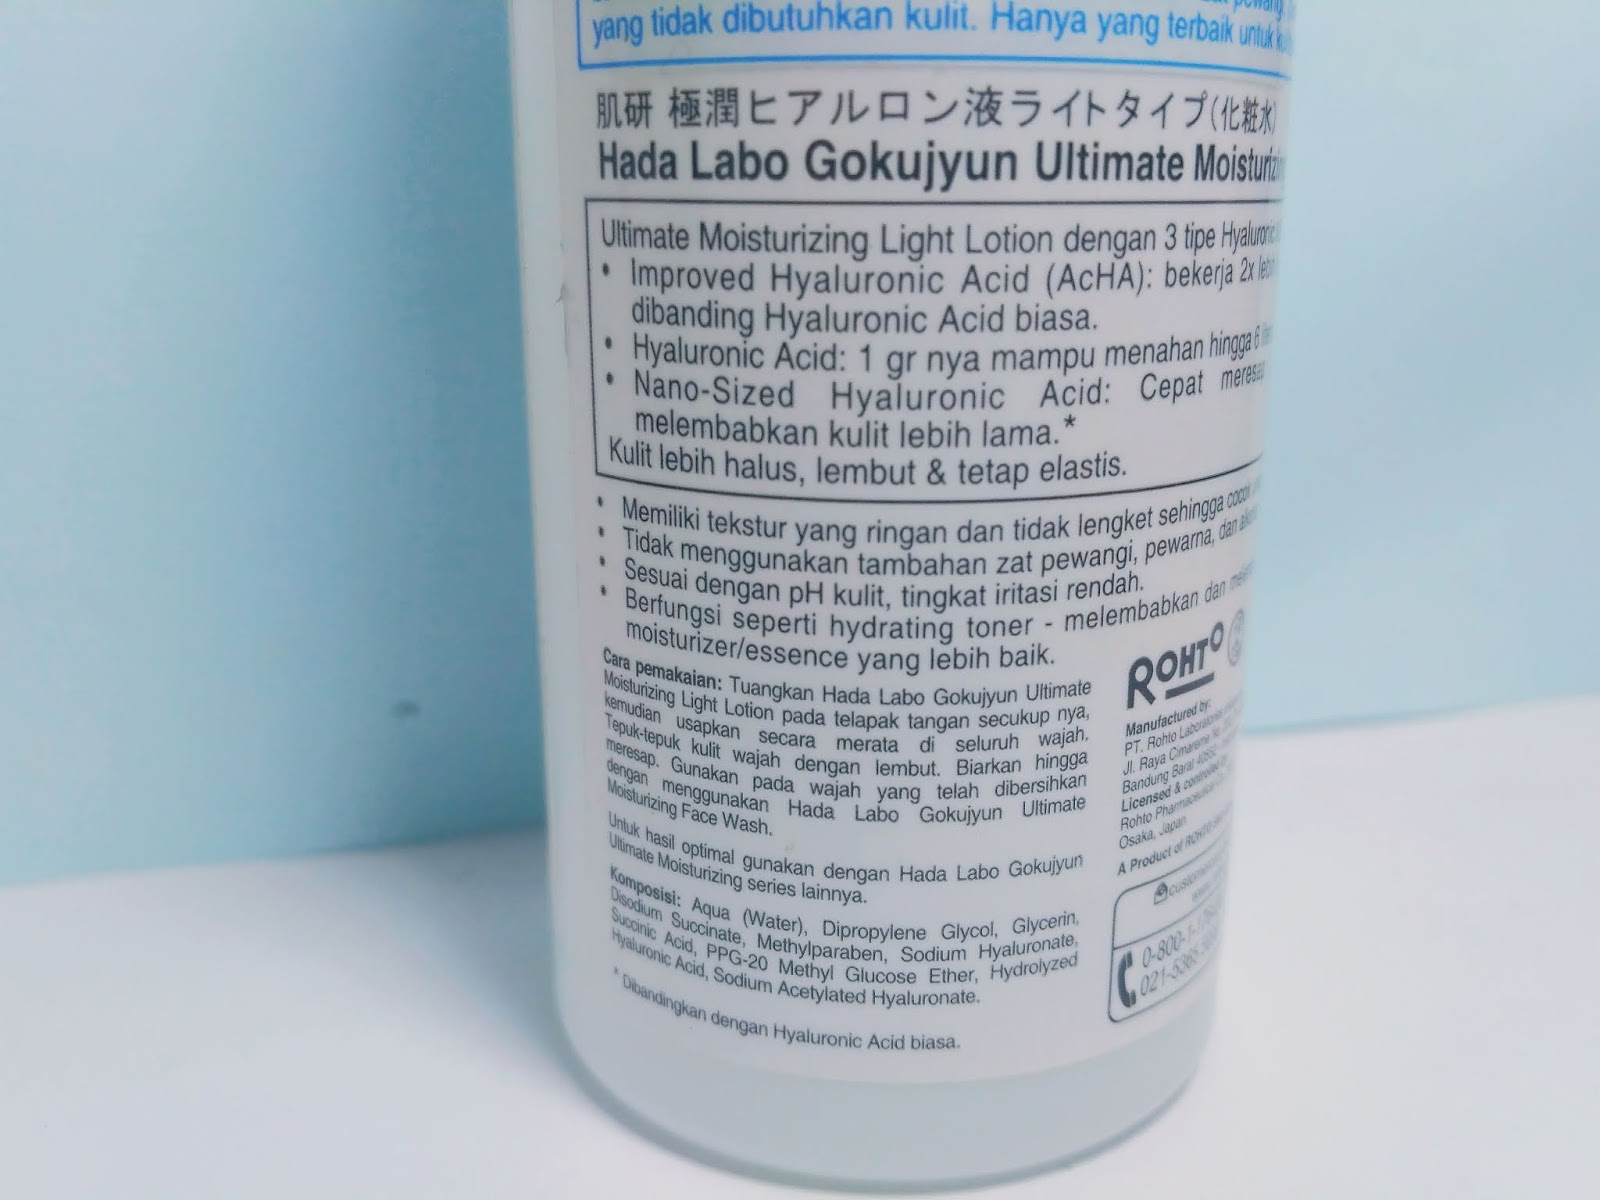 yang tidak dibutuhkan kulit. Hanya yang terbaik untuk
肌研 極潤ヒアルロン液ライトタイプ(化粧水)
Hada Labo Gokujyun Ultimate
Ultimate Moisturizing Light Lotion dengan 3 tipe
• Improved Hyaluronic Acid (AcHA): bekerja 2x
dibanding Hyaluronic Acid biasa.
• Hyaluronic Acid: 1 gr nya mampu menahan hingga 6
• Nano-Sized Hyaluronic Acid: Cepat
melembabkan kulit lebih lama.*
Kulit lebih halus, lembut & tetap elastis.
• Memiliki tekstur yang ringan dan tidak lengket sehingga cocok
• Tidak menggunakan tambahan zat pewangi, pewarna, dan
• Sesuai dengan pH kulit, tingkat iritasi rendah.
• Berfungsi seperti hydrating toner - melembabkan dan
moisturizer/essence yang lebih baik.
Cara pemakaian: Tuangkan Hada Labo Gokujyun Ultimate
Moisturizing Light Lotion pada telapak tangan secukup nya,
kemudian usapkan secara merata di seluruh wajah.
Tepuk-tepuk kulit wajah dengan lembut. Biarkan hingga
meresap. Gunakan pada wajah yang telah dibersihkan
dengan menggunakan Hada Labo Gokujyun Ultimate
Moisturizing Face Wash.
Untuk hasil optimal gunakan dengan Hada Labo Gokujyun
Ultimate Moisturizing series lainnya.
Komposisi: Aqua (Water), Dipropylene Glycol, Glycerin,
Disodium Succinate, Methylparaben, Sodium Hyaluronate,
Succinic Acid, PPG-20 Methyl Glucose Ether, Hydrolyzed
Hyaluronic Acid, Sodium Acetylated Hyaluronate.
* Dibandingkan dengan Hyaluronic Acid biasa.
ROHTO
Manufactured by:
PT. Rohto Laboratories
Jl. Raya Cimareme
Bandung Barat
Licensed & controlled by
Rohto Pharmaceutical
Osaka, Japan
A Product of ROHTO
0-800-1-
021-